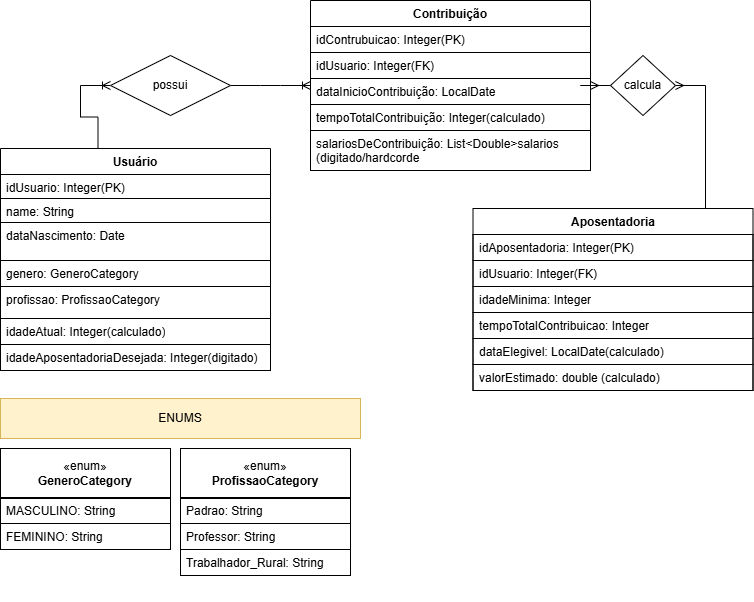 Contribuição
idContrubuicao: Integer(PK)
idUsuario: Integer(FK)
dataInicioContribuição: LocalDate
tempoTotalContribuição: Integer(calculado)
salariosDeContribuição: List<Double>salarios
(digitado/hardcorde
possui
calcula
Usuário
idUsuario: Integer(PK)
name: String
dataNascimento: Date
genero: GeneroCategory
profissao: ProfissaoCategory
idadeAtual: Integer(calculado)
idadeAposentadoriaDesejada: Integer(digitado)
Aposentadoria
idAposentadoria: Integer(PK)
idUsuario: Integer(FK)
idadeMinima: Integer
tempoTotalContribuicao: Integer
dataElegivel: LocalDate(calculado)
valorEstimado: double (calculado)
ENUMS
«enum»
GeneroCategory
MASCULINO: String
FEMININO: String
«enum»
ProfissaoCategory
Padrao: String
Professor: String
Trabalhador_Rural: String